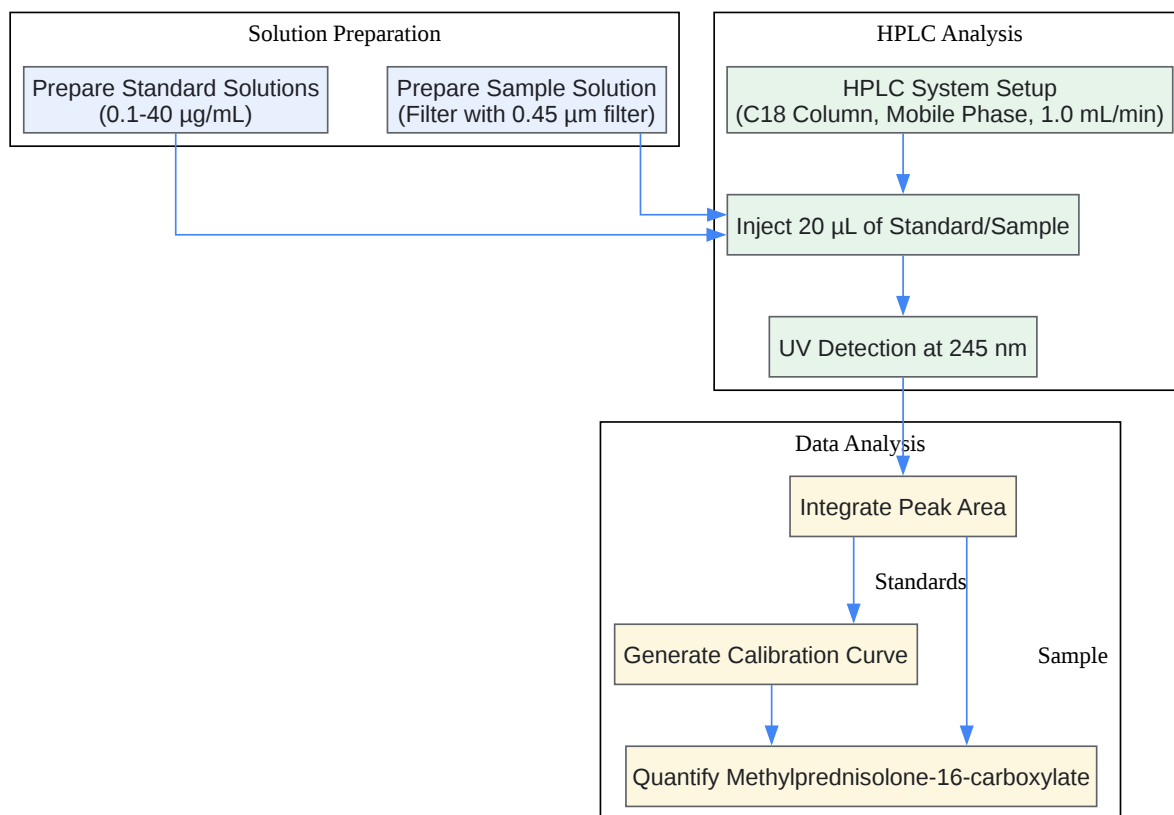 Solution Preparation
Prepare Standard Solutions
(0.1-40 µg/mL)
Prepare Sample Solution
(Filter with 0.45 µm filter)
HPLC Analysis
HPLC System Setup
(C18 Column, Mobile Phase, 1.0 mL/min)
Inject 20 µL of Standard/Sample
UV Detection at 245 nm
Data Analysis
Integrate Peak Area
Standards
Generate Calibration Curve
Sample
Quantify Methylprednisolone-16-carboxylate